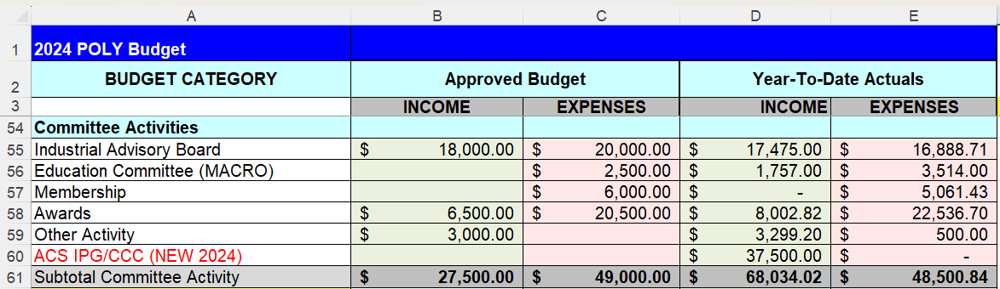 A B C D E
1 2024 POLY Budget
2 BUDGET CATEGORY Approved Budget Year-To-Date Actuals
3 INCOME EXPENSES INCOME EXPENSES
54 Committee Activities
55 Industrial Advisory Board $ 18,000.00 $ 20,000.00 $ 17,475.00 $ 16,888.71
56 Education Committee (MACRO) $ 2,500.00 $ 1,757.00 $ 3,514.00
57 Membership $ 6,000.00 $ - $ 5,061.43
58 Awards $ 6,500.00 $ 20,500.00 $ 8,002.82 $ 22,536.70
59 Other Activity $ 3,000.00 $ 3,299.20 $ 500.00
60 ACS IPG/CCC (NEW 2024) $ 37,500.00 $ -
61 Subtotal Committee Activity $ 27,500.00 $ 49,000.00 $ 68,034.02 $ 48,500.84